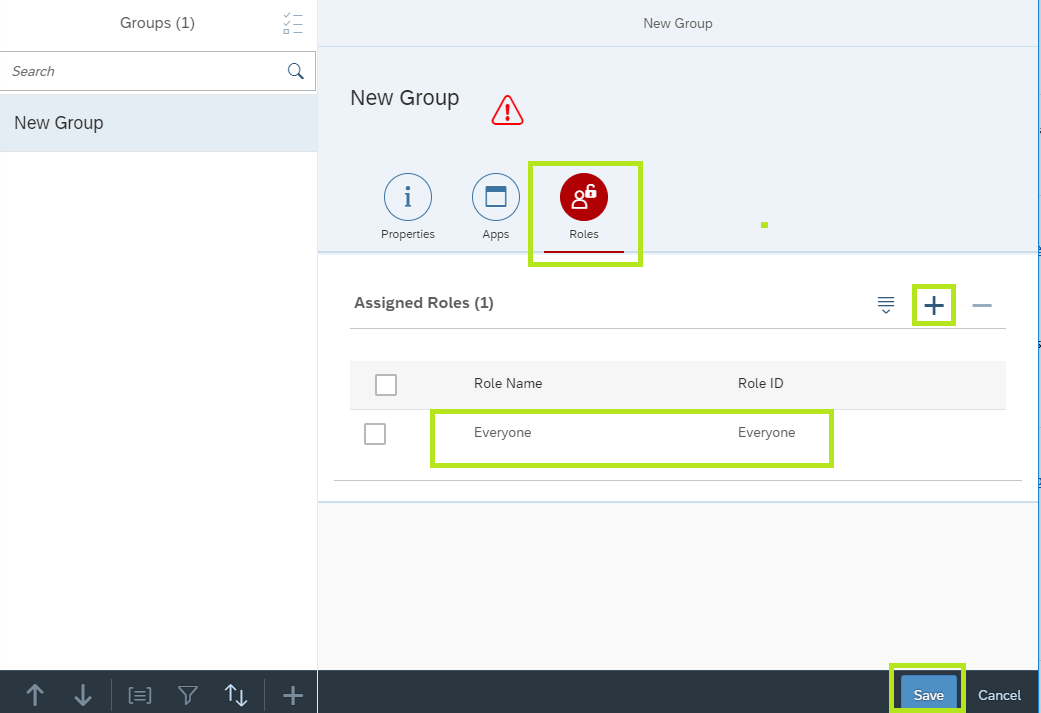 Groups (1)
New Group
Search
New Group
New Group
Properties
Apps
Roles
Assigned Roles (1)
Role Name
Role ID
Everyone
Everyone
Save
Cancel